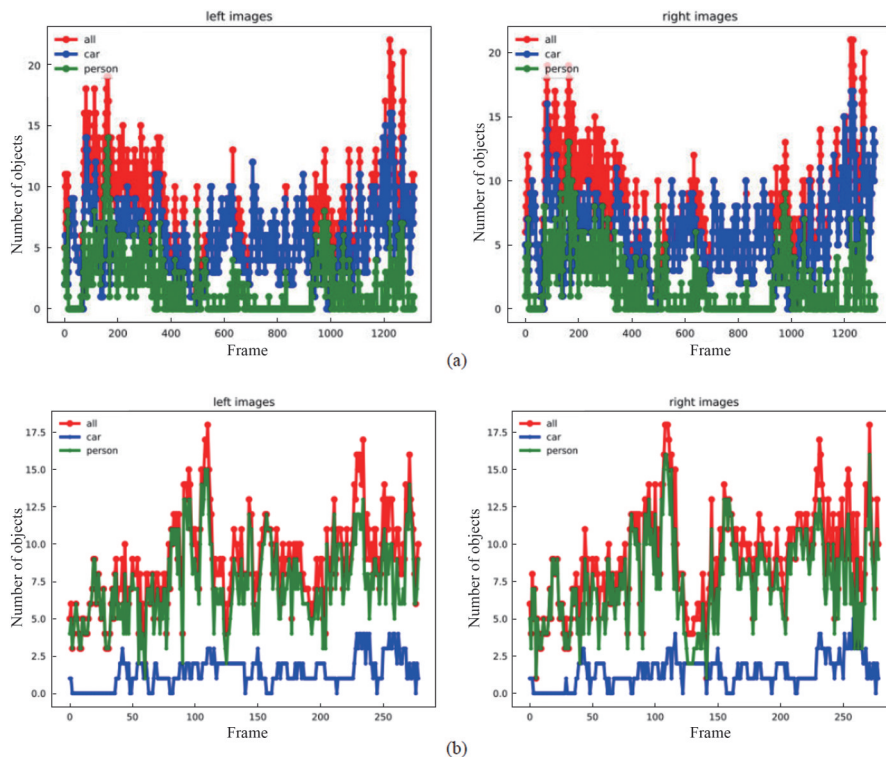 left images
all
car
person
20
15
10
5
0
Number of objects
0 200 400 600 800 1000 1200
Frame
right images
all
car
person
20
15
10
5
0
Number of objects
0 200 400 600 800 1000 1200
Frame
(a)
left images
all
car
person
17.5
15.0
12.5
10.0
7.5
5.0
2.5
0.0
Number of objects
0 50 100 150 200 250
Frame
right images
all
car
person
17.5
15.0
12.5
10.0
7.5
5.0
2.5
0.0
Number of objects
0 50 100 150 200 250
Frame
(b)